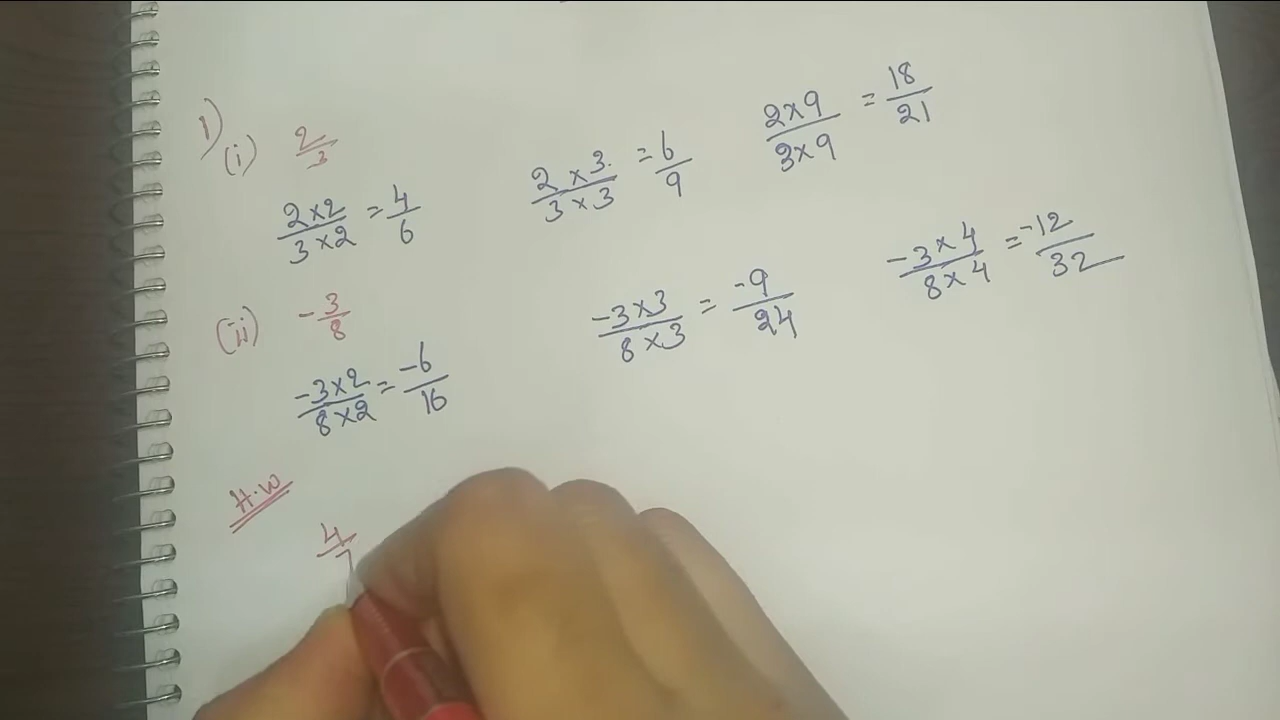 1)
(i) 2/3
2×2/3×2 = 4/6
2×3/3×3 = 6/9
2×9/3×9 = 18/21
(ii) -3/8
-3×2/8×2 = -6/16
-3×3/8×3 = -9/24
-3×4/8×4 = -12/32
H.W
4/